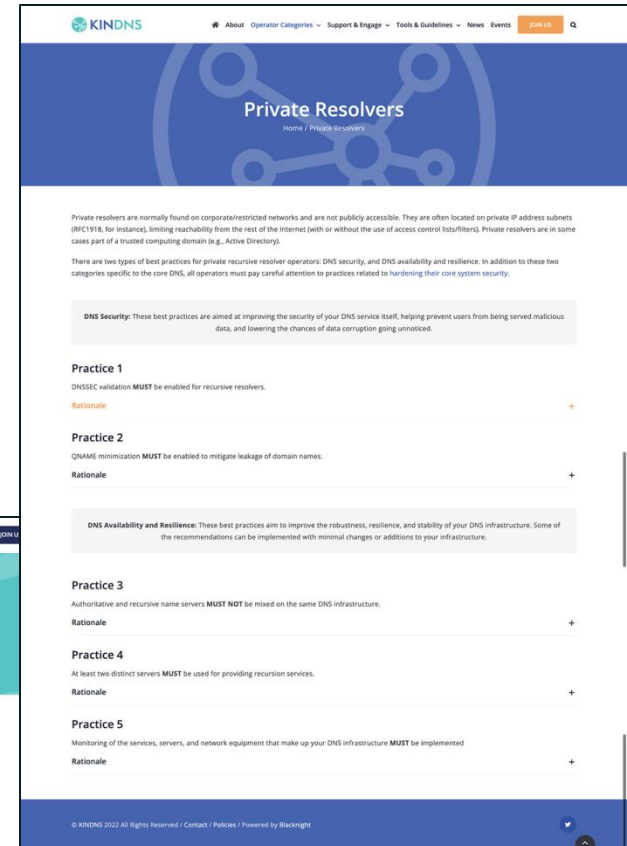 KINDNS
About Operator Categories Support & Engage Tools & Guidelines News Events JOIN US
Private Resolvers
Home / Private Resolvers
Private resolvers are normally found on corporate/restricted networks and are not publicly accessible. They are often located on private IP address subnets
(RFC1918, for instance), limiting reachability from the rest of the Internet (with or without the use of access control lists/filters). Private resolvers are in some
cases part of a trusted computing domain (e.g., Active Directory).
There are two types of best practices for private recursive resolver operators: DNS security, and DNS availability and resilience. In addition to these two
categories specific to the core DNS, all operators must pay careful attention to practices related to hardening their core system security.
DNS Security: These best practices are aimed at improving the security of your DNS service itself, helping prevent users from being served malicious
data, and lowering the chances of data corruption going unnoticed.
Practice 1
DNSSEC validation MUST be enabled for recursive resolvers.
Rationale +
Practice 2
QNAME minimization MUST be enabled to mitigate leakage of domain names.
Rationale +
DNS Availability and Resilience: These best practices aim to improve the robustness, resilience, and stability of your DNS infrastructure. Some of
the recommendations can be implemented with minimal changes or additions to your infrastructure.
JOIN U
Practice 3
Authoritative and recursive name servers MUST NOT be mixed on the same DNS infrastructure.
Rationale +
Practice 4
At least two distinct servers MUST be used for providing recursion services.
Rationale +
Practice 5
Monitoring of the services, servers, and network equipment that make up your DNS infrastructure MUST be implemented
Rationale +
© KINDNS 2022 All Rights Reserved / Contact / Policies / Powered by Blacknight